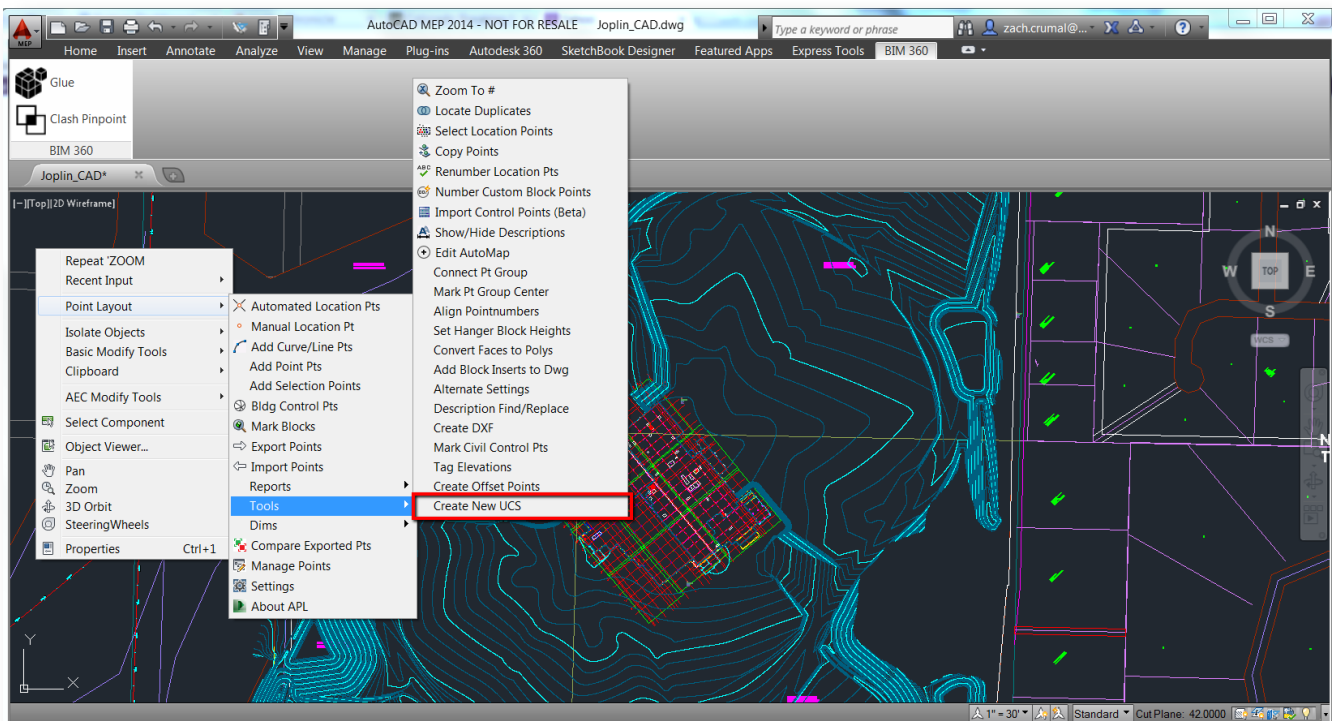 AutoCAD MEP 2014 - NOT FOR RESALE Joplin_CAD.dwg
Type a keyword or phrase
zach.crumal@...
MEP
Home Insert Annotate Analyze View Manage Plug-ins Autodesk 360 SketchBook Designer Featured Apps Express Tools BIM 360
Glue
Clash Pinpoint
BIM 360
Joplin_CAD*
[–][Top][2D Wireframe]
Repeat 'ZOOM
Recent Input
Point Layout
Isolate Objects
Basic Modify Tools
Clipboard
AEC Modify Tools
Select Component
Object Viewer...
Pan
Zoom
3D Orbit
SteeringWheels
Properties Ctrl+1
Automated Location Pts
Manual Location Pt
Add Curve/Line Pts
Add Point Pts
Add Selection Points
Bldg Control Pts
Mark Blocks
Export Points
Import Points
Reports
Tools
Dims
Compare Exported Pts
Manage Points
Settings
About APL
Zoom To #
Locate Duplicates
Select Location Points
Copy Points
Renumber Location Pts
Number Custom Block Points
Import Control Points (Beta)
Show/Hide Descriptions
Edit AutoMap
Connect Pt Group
Mark Pt Group Center
Align Pointnumbers
Set Hanger Block Heights
Convert Faces to Polys
Add Block Inserts to Dwg
Alternate Settings
Description Find/Replace
Create DXF
Mark Civil Control Pts
Tag Elevations
Create Offset Points
Create New UCS
N
W TOP E
S
WCS
N
T
Y
X
1" = 30' Standard Cut Plane: 42.0000